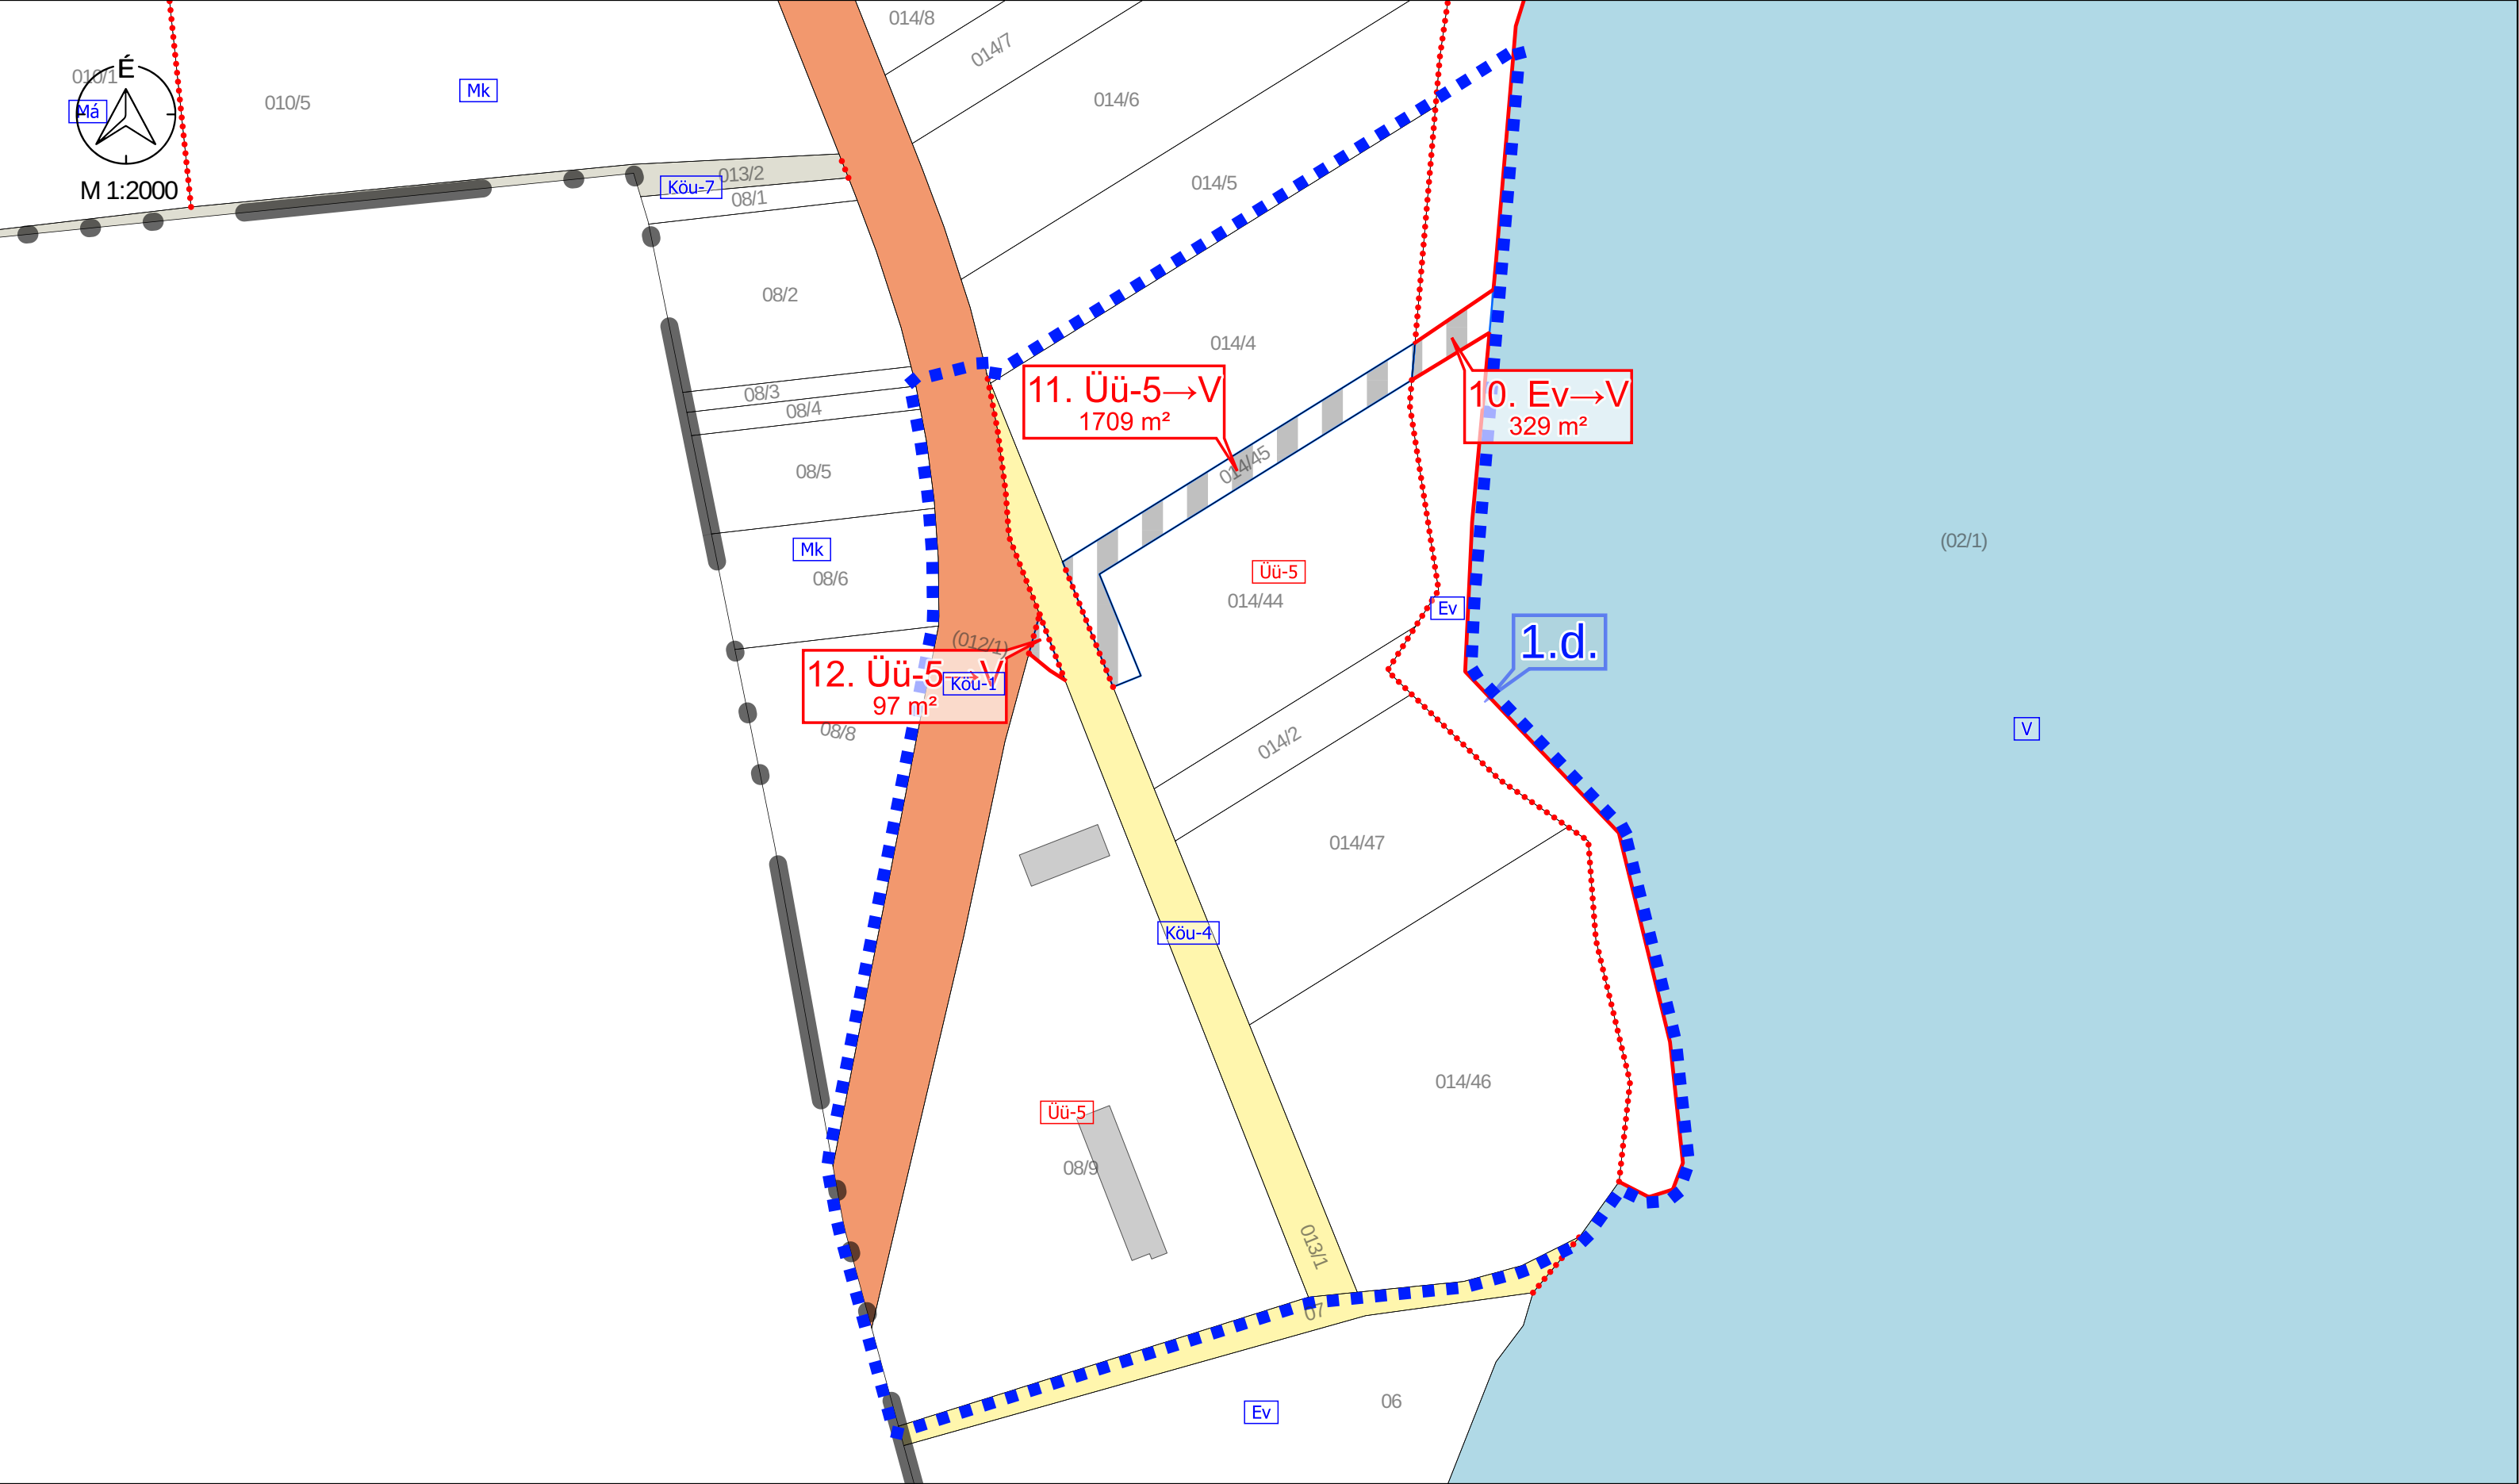 014/8
014/7
010/1
É
Má
010/5
Mk
014/6
M 1:2000
013/2
Köu-7
08/1
014/5
08/2
014/4
08/3
08/4
11. Üü-5→V
1709 m²
10. Ev→V
329 m²
014/45
08/5
Mk
08/6
(02/1)
Üü-5
014/44
Ev
1.d.
(012/1)
12. Üü-5→V
97 m²
Köu-1
08/8
V
014/2
014/47
Köu-4
014/46
Üü-5
08/9
013/1
07
06
Ev